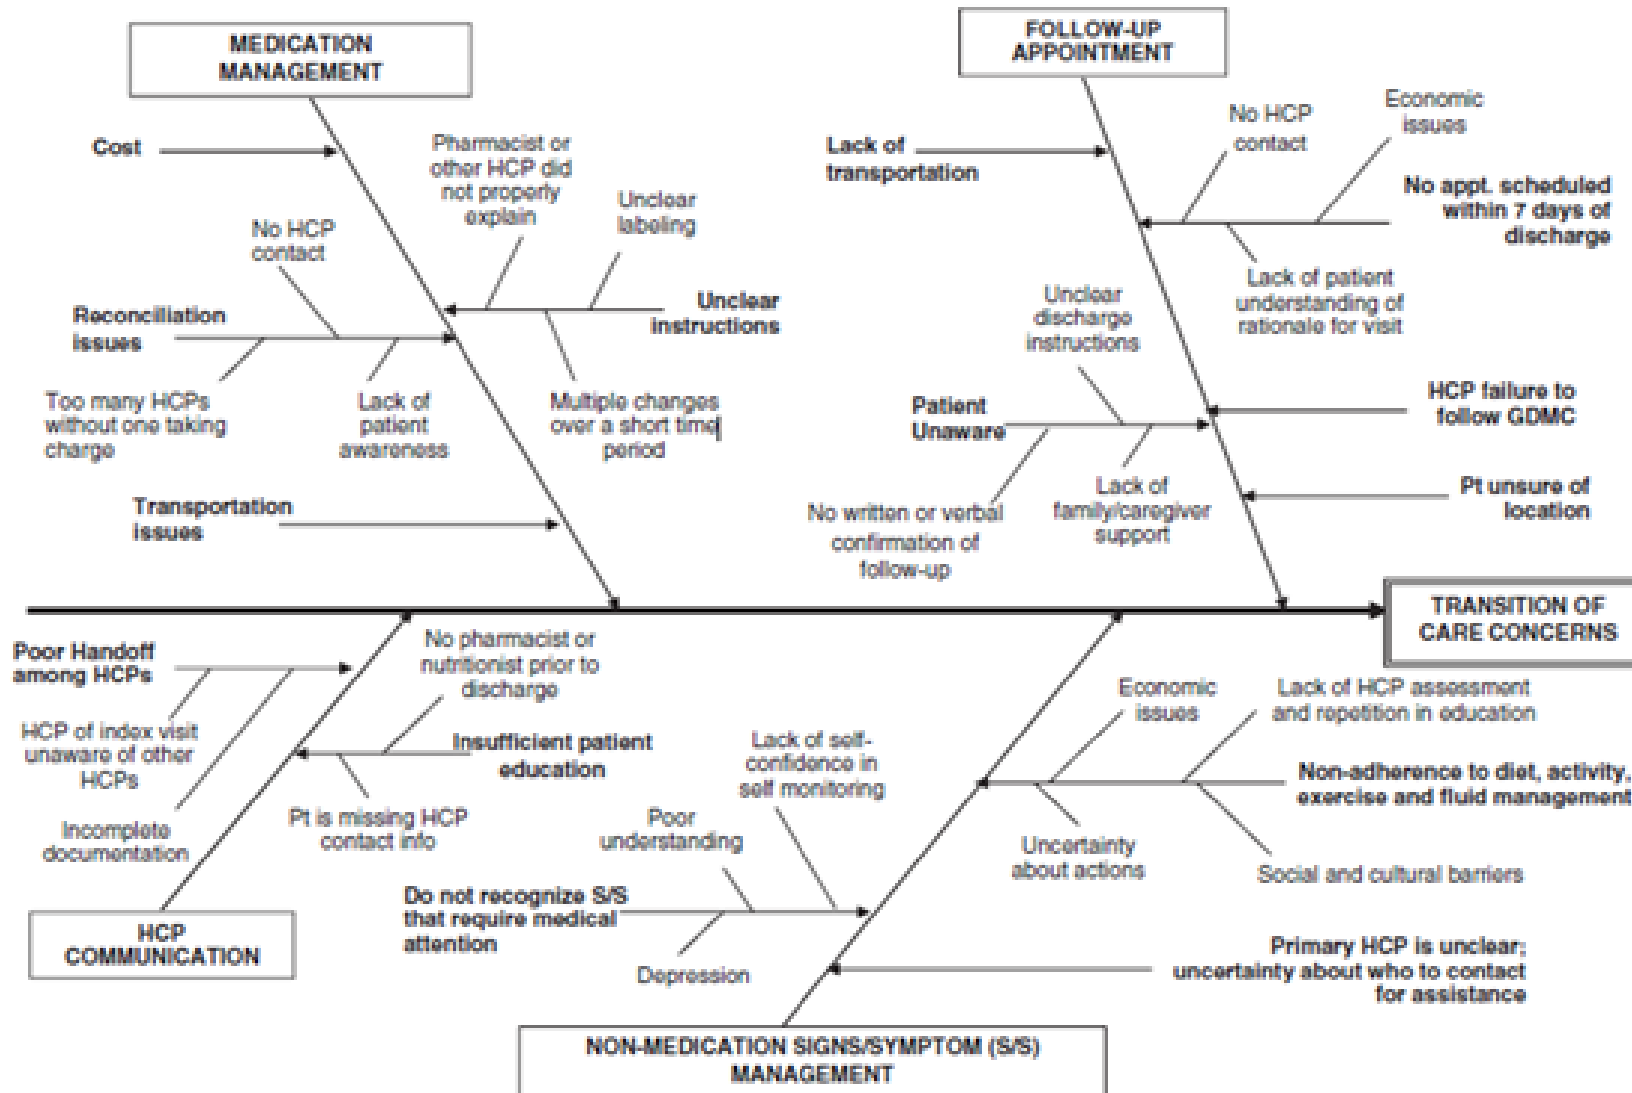 MEDICATION
MANAGEMENT
Cost
Pharmacist or
other HCP did
not properly
explain
Unclear
labeling
No HCP
contact
Reconciliation
issues
Unclear
instructions
Too many HCPs
without one taking
charge
Lack of
patient
awareness
Multiple changes
over a short time
period
Transportation
issues
FOLLOW-UP
APPOINTMENT
Lack of
transportation
No HCP
contact
Economic
issues
No appt. scheduled
within 7 days of
discharge
Lack of patient
understanding of
rationale for visit
Unclear
discharge
instructions
Patient
Unaware
HCP failure to
follow GDMC
No written or verbal
confirmation of
follow-up
Lack of
family/caregiver
support
Pt unsure of
location
TRANSITION OF
CARE CONCERNS
Poor Handoff
among HCPs
No pharmacist or
nutritionist prior to
discharge
HCP of index visit
unaware of other
HCPs
Insufficient patient
education
Incomplete
documentation
Pt is missing HCP
contact info
HCP
COMMUNICATION
Lack of self-
confidence in
self monitoring
Economic
issues
Lack of HCP assessment
and repetition in education
Non-adherence to diet, activity,
exercise and fluid management
Poor
understanding
Uncertainty
about actions
Social and cultural barriers
Do not recognize S/S
that require medical
attention
Depression
Primary HCP is unclear;
uncertainty about who to contact
for assistance
NON-MEDICATION SIGNS/SYMPTOM (S/S)
MANAGEMENT